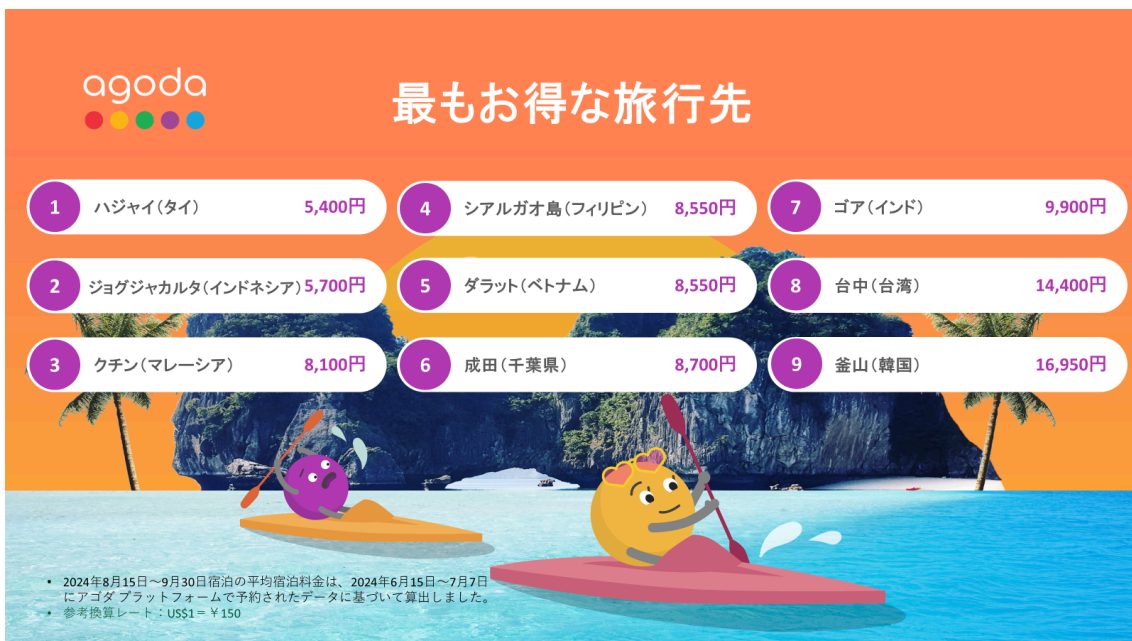 agoda
最もお得な旅行先
1 ハジャイ(タイ) 5,400円
2 ジョグジャカルタ(インドネシア) 5,700円
3 クチン(マレーシア) 8,100円
4 シアルガオ島(フィリピン) 8,550円
5 ダラット(ベトナム) 8,550円
6 成田(千葉県) 8,700円
7 ゴア(インド) 9,900円
8 台中(台湾) 14,400円
9 釜山(韓国) 16,950円
• 2024年8月15日～9月30日宿泊の平均宿泊料金は、2024年6月15日～7月7日
にアゴダ プラットフォームで予約されたデータに基づいて算出しました。
• 参考換算レート：US$1＝￥150